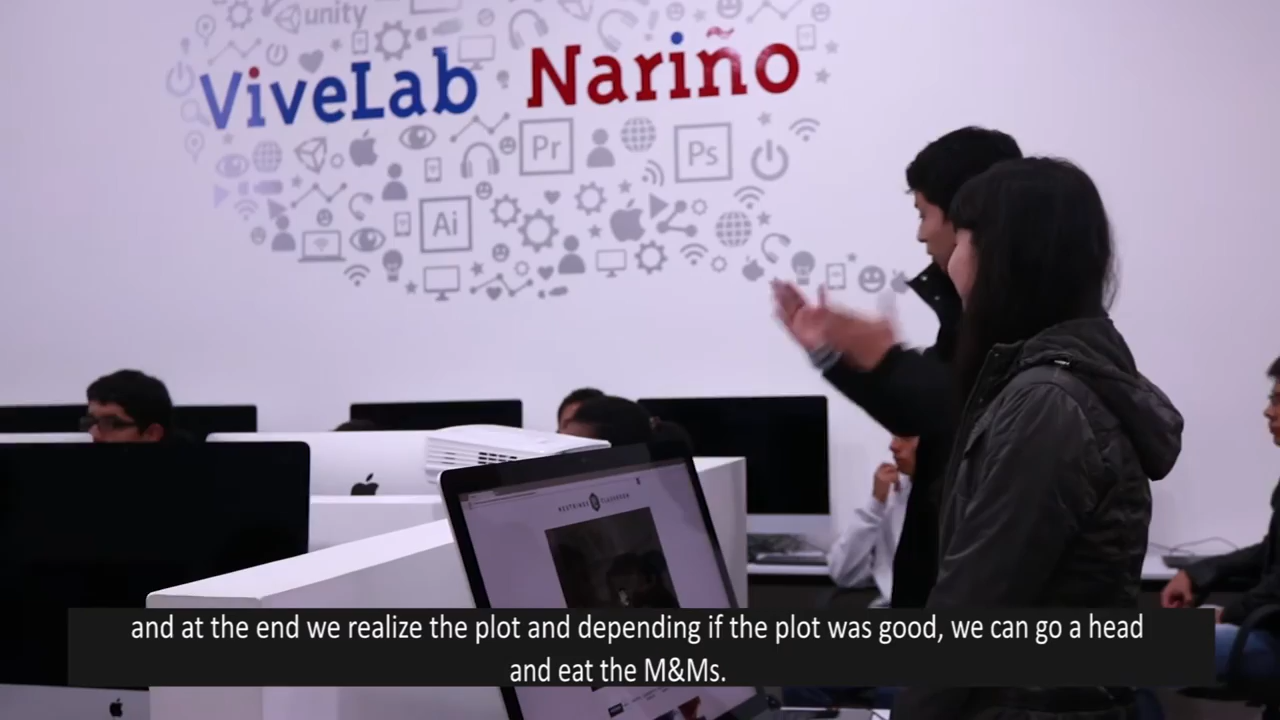 unity
ViveLab Nariño
Pr
Ps
Ai
and at the end we realize the plot and depending if the plot was good, we can go a head
and eat the M&Ms.